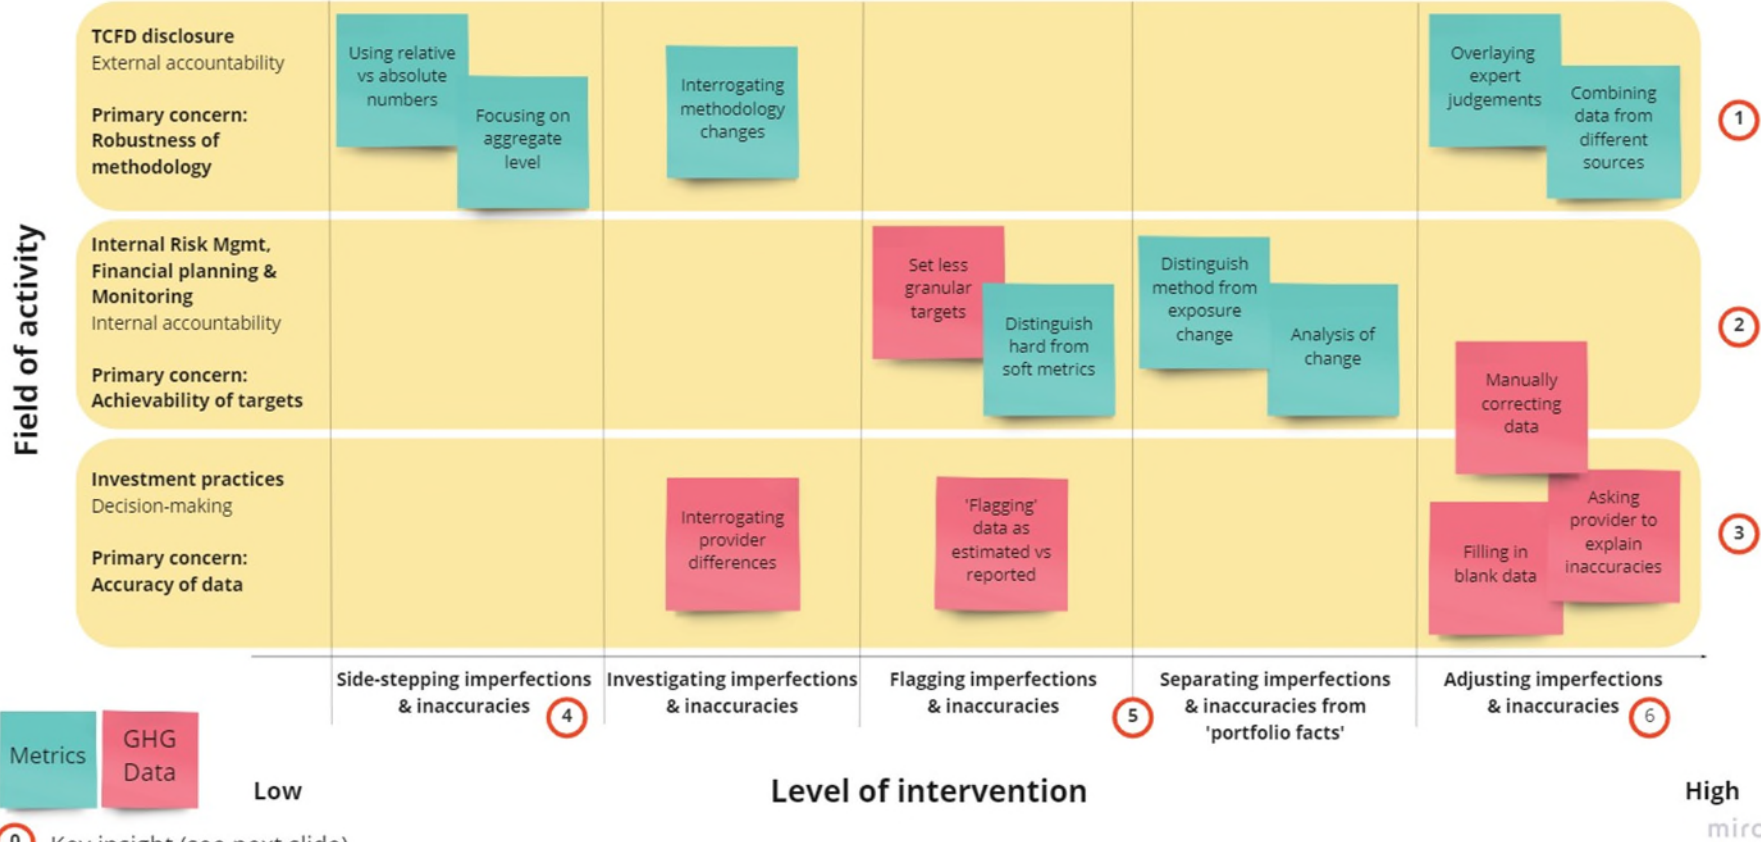 TCFD disclosure
External accountability
Primary concern:
Robustness of
methodology
Using relative
vs absolute
numbers
Focusing on
aggregate
level
Interrogating
methodology
changes
Overlaying
expert
judgements
Combining
data from
different
sources
1
Field of activity
Internal Risk Mgmt,
Financial planning &
Monitoring
Internal accountability
Primary concern:
Achievability of targets
Set less
granular
targets
Distinguish
hard from
soft metrics
Distinguish
method from
exposure
change
Analysis of
change
Manually
correcting
data
2
Investment practices
Decision-making
Primary concern:
Accuracy of data
Interrogating
provider
differences
'Flagging'
data as
estimated vs
reported
Filling in
blank data
Asking
provider to
explain
inaccuracies
3
Side-stepping imperfections
& inaccuracies
4
Investigating imperfections
& inaccuracies
Flagging imperfections
& inaccuracies
5
Separating imperfections
& inaccuracies from
'portfolio facts'
Adjusting imperfections
& inaccuracies
6
Metrics
GHG
Data
Low
Level of intervention
High
Key insight (see next slide)